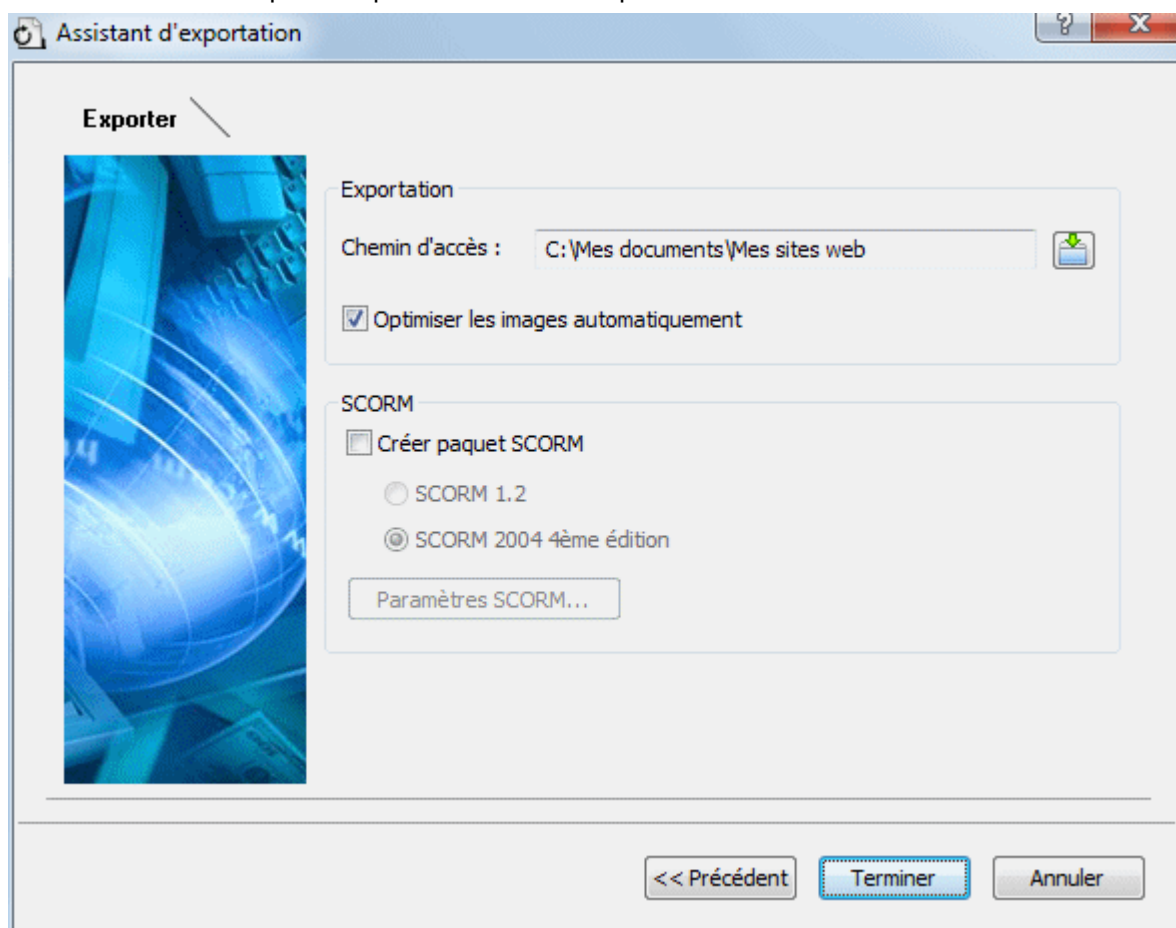 Assistant d'exportation
Exporter
Exportation
Chemin d'accès :  C:\Mes documents\Mes sites web
Optimiser les images automatiquement
SCORM
Créer paquet SCORM
SCORM 1.2
SCORM 2004 4ème édition
Paramètres SCORM...
<< Précédent  Terminer  Annuler